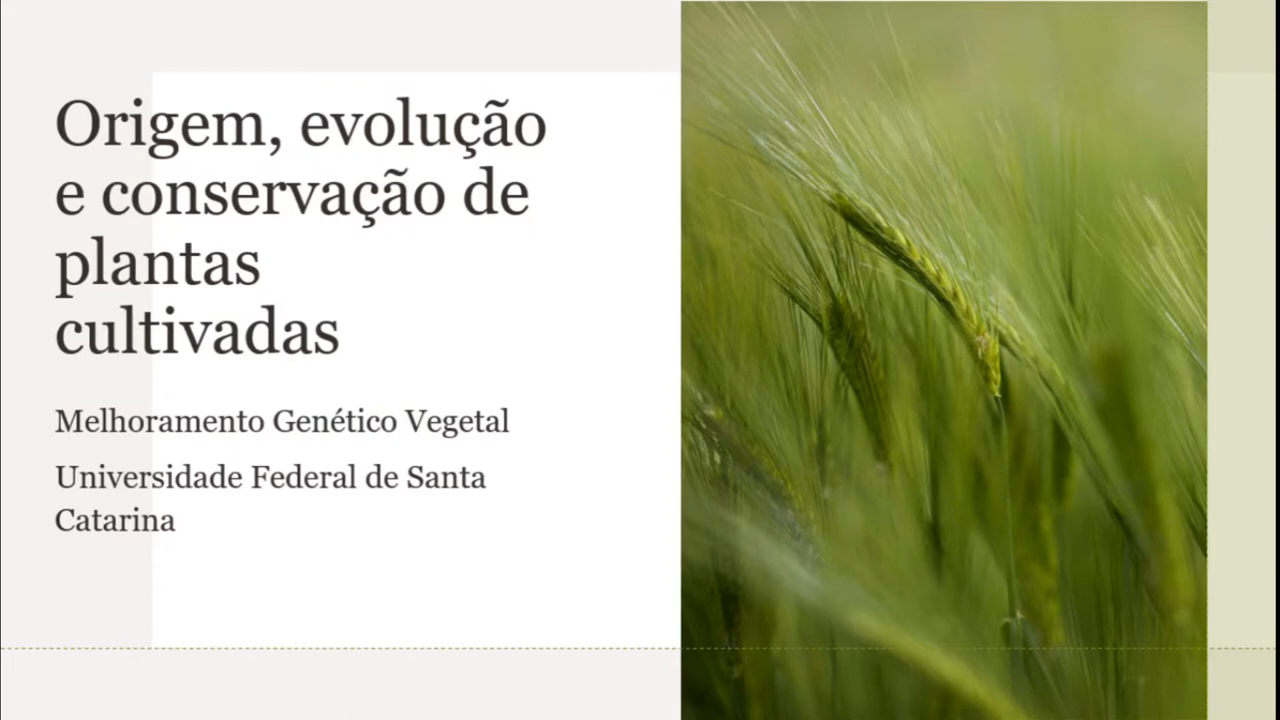 Origem, evolução
e conservação de
plantas
cultivadas
Melhoramento Genético Vegetal
Universidade Federal de Santa
Catarina